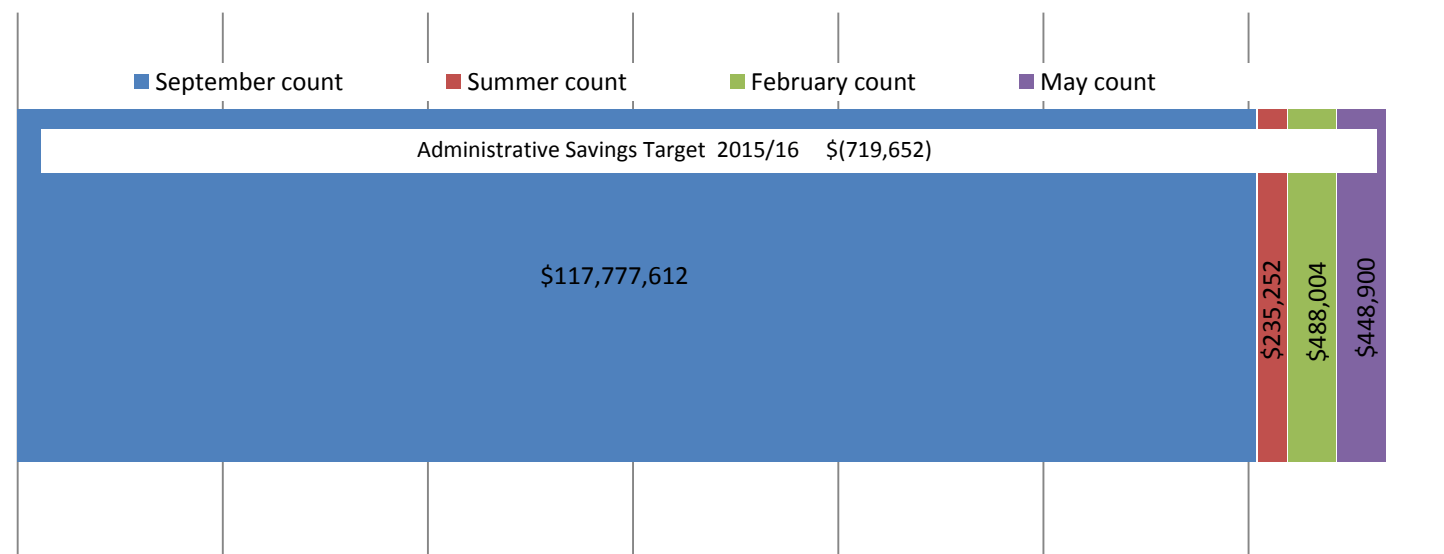 September count Summer count February count May count
Administrative Savings Target 2015/16 $(719,652)
$117,777,612
$235,252
$488,004
$448,900